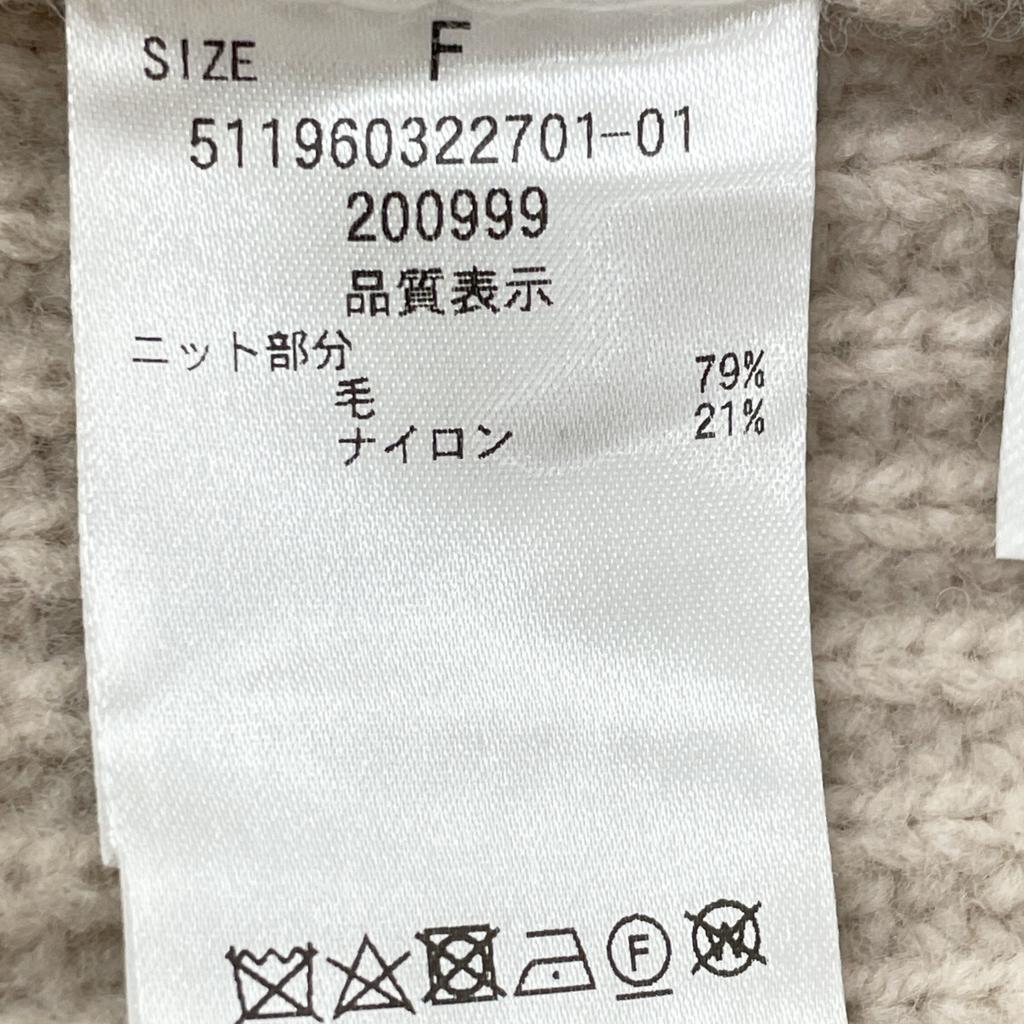 SIZE F
511960322701-01
200999
品質表示
ニット部分
毛 79%
ナイロン 21%
F W